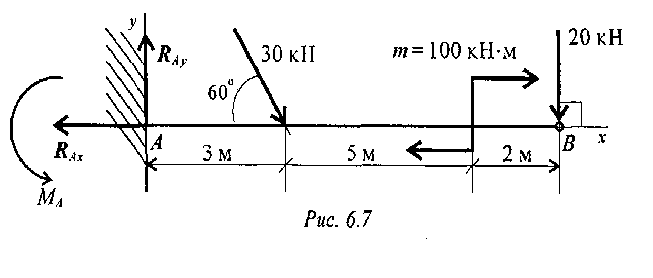 y
R_Ay
30 кН
m = 100 кН·м
20 кН
60°
R_Ax
A
B
x
3 м
5 м
2 м
M_A
Рис. 6.7